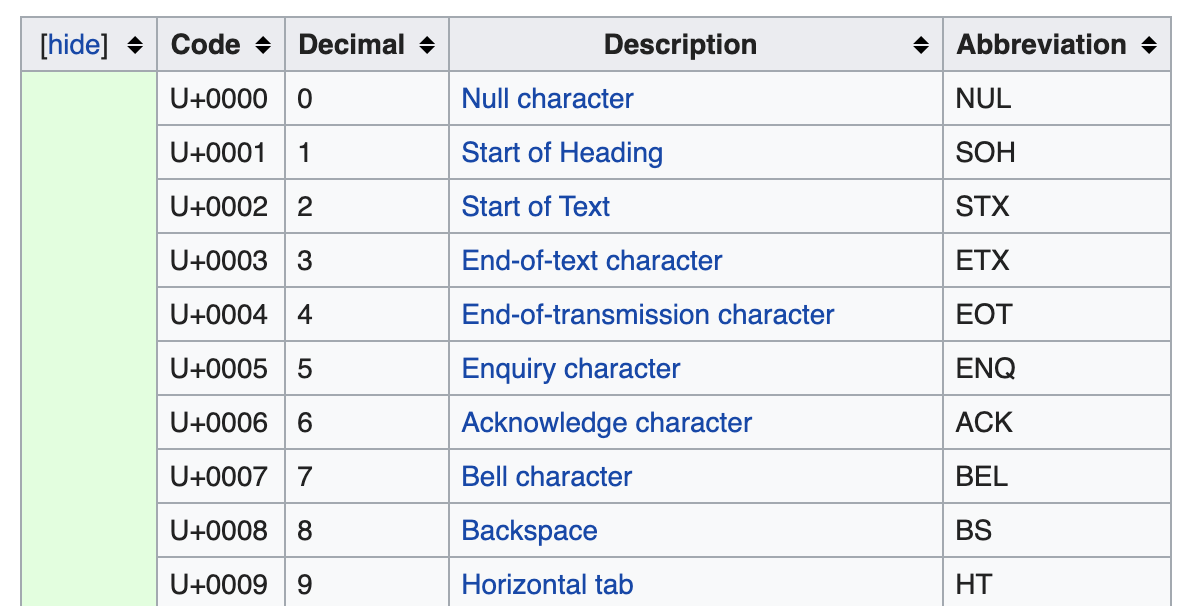 [hide] Code Decimal Description Abbreviation
U+0000 0 Null character NUL
U+0001 1 Start of Heading SOH
U+0002 2 Start of Text STX
U+0003 3 End-of-text character ETX
U+0004 4 End-of-transmission character EOT
U+0005 5 Enquiry character ENQ
U+0006 6 Acknowledge character ACK
U+0007 7 Bell character BEL
U+0008 8 Backspace BS
U+0009 9 Horizontal tab HT